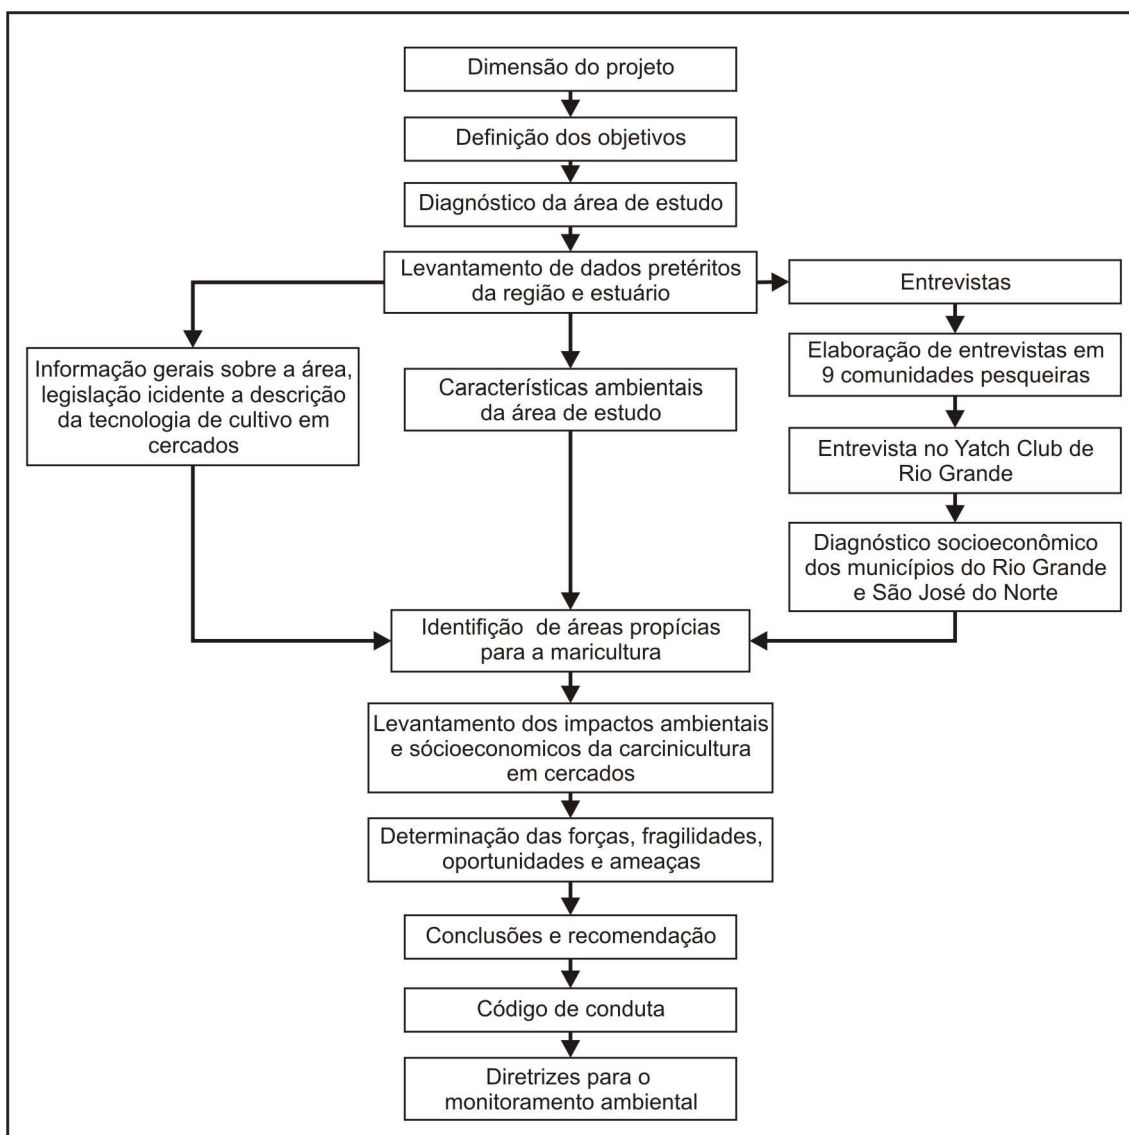 Dimensão do projeto
Definição dos objetivos
Diagnóstico da área de estudo
Levantamento de dados pretéritos
da região e estuário
Informação gerais sobre a área,
legislação icidente a descrição
da tecnologia de cultivo em
cercados
Característicás ambientais
da área de estudo
Entrevistas
Elaboração de entrevistas em
9 comunidades pesqueiras
Entrevista no Yatch Club de
Rio Grande
Diagnóstico socioeconômico
dos municípios do Rio Grande
e São José do Norte
Identifição de áreas propícias
para a maricultura
Levantamento dos impactos ambientais
e sócioeconomicos da carcinicultura
em cercados
Determinação das forças, fragilidades,
oportunidades e ameaças
Conclusões e recomendação
Código de conduta
Diretrizes para o
monitoramento ambiental